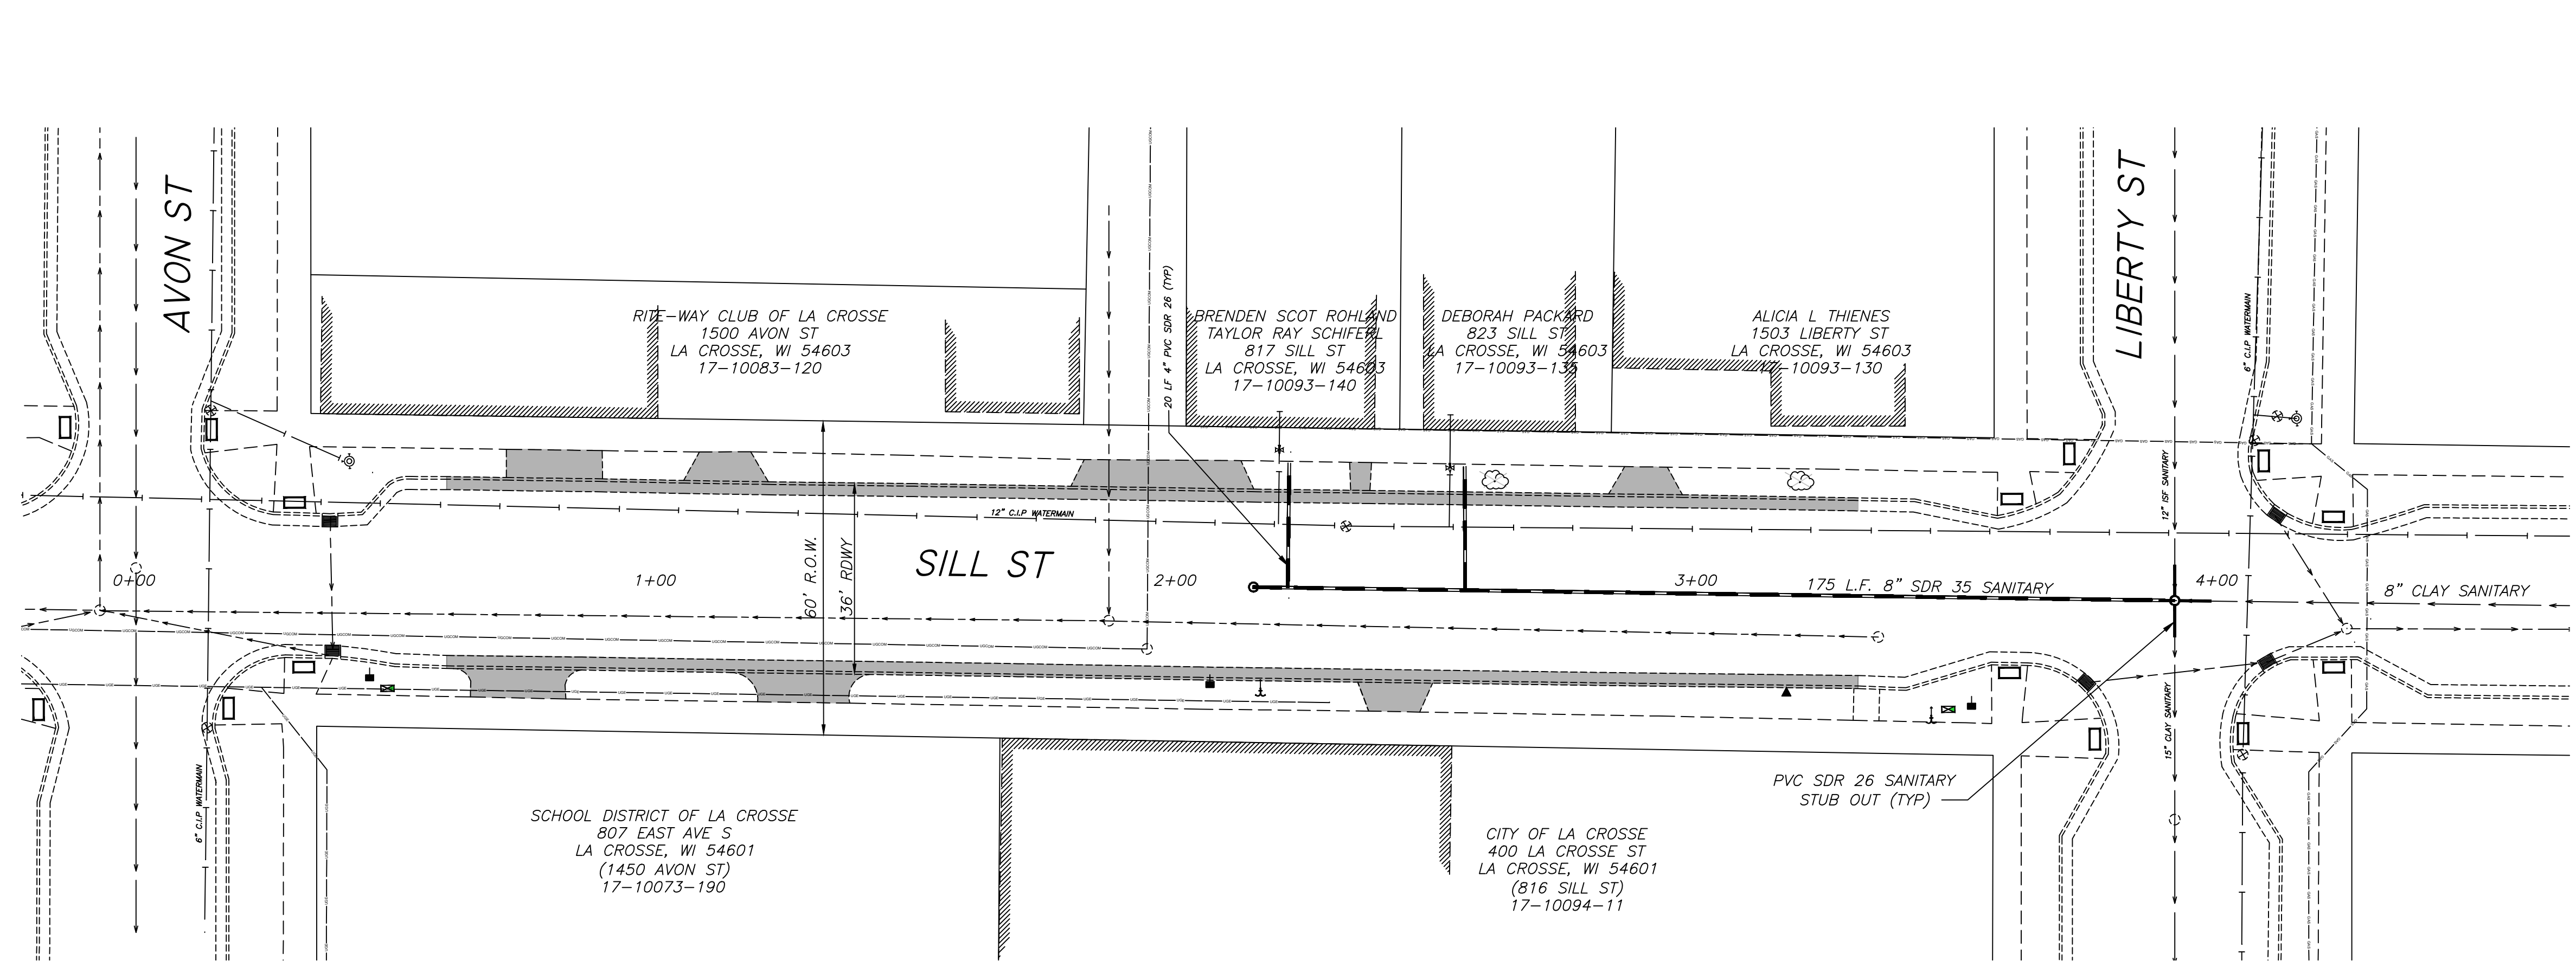 AVON ST
LIBERTY ST
RITE-WAY CLUB OF LA CROSSE
1500 AVON ST
LA CROSSE, WI 54603
17-10083-120
20 LF 4" PVC SDR 26 (TYP)
BRENDEN SCOT ROHLAND
TAYLOR RAY SCHIFERL
817 SILL ST
LA CROSSE, WI 54603
17-10093-140
DEBORAH PACKARD
823 SILL ST
LA CROSSE, WI 54603
17-10093-135
ALICIA L THIENES
1503 LIBERTY ST
LA CROSSE, WI 54603
17-10093-130
6" C.I.P WATERMAIN
12" ISF SANITARY
12" C.I.P WATERMAIN
SILL ST
60' R.O.W.
36' RDWY
0+00
1+00
2+00
3+00
4+00
175 L.F. 8" SDR 35 SANITARY
8" CLAY SANITARY
UGCOM
UGE
GAS
15" CLAY SANITARY
6" C.I.P WATERMAIN
PVC SDR 26 SANITARY
STUB OUT (TYP)
SCHOOL DISTRICT OF LA CROSSE
807 EAST AVE S
LA CROSSE, WI 54601
(1450 AVON ST)
17-10073-190
CITY OF LA CROSSE
400 LA CROSSE ST
LA CROSSE, WI 54601
(816 SILL ST)
17-10094-11